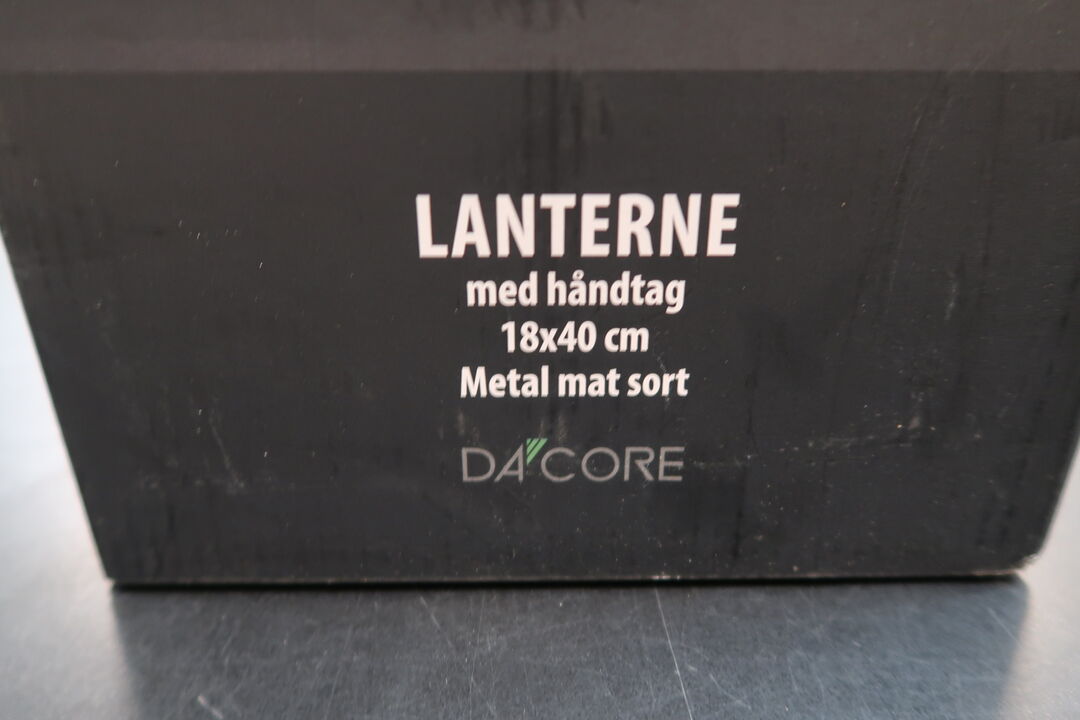 LANTERNE
med håndtag
18x40 cm
Metal mat sort
DA'CORE